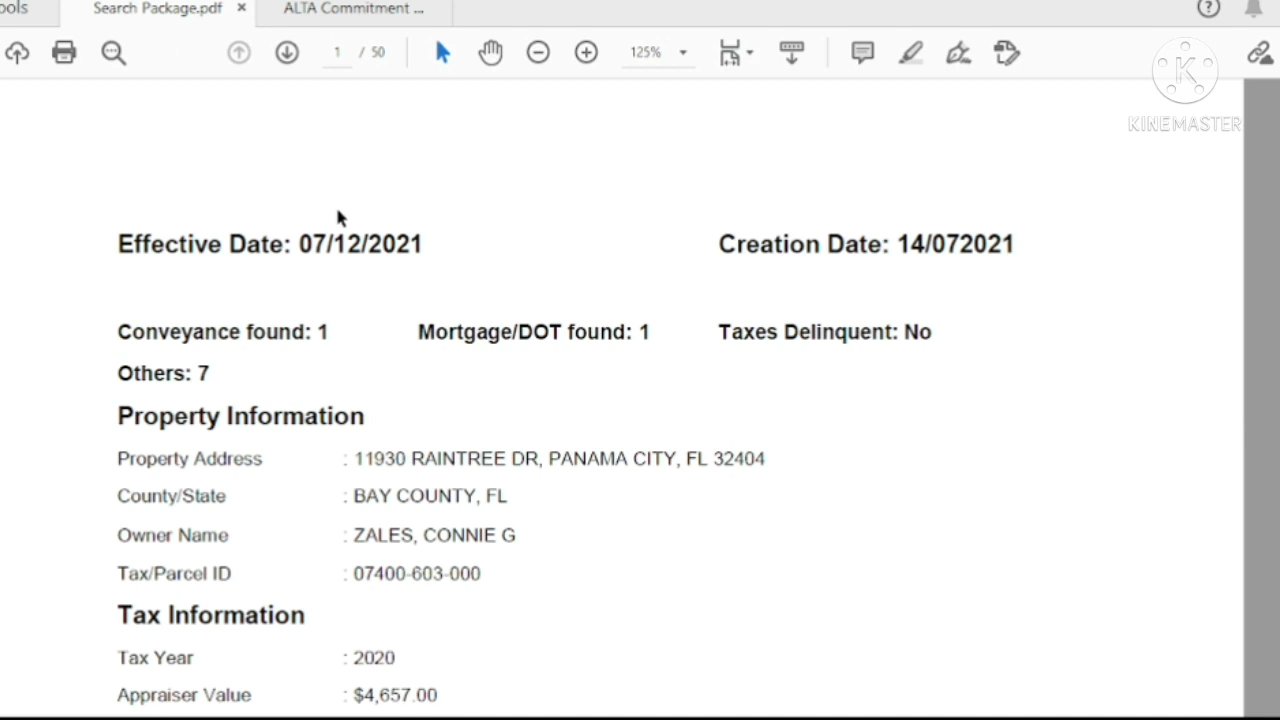 ools Search Package.pdf × ALTA Commitment ...
1 / 50 125%
K
KINEMASTER
Effective Date: 07/12/2021 Creation Date: 14/072021
Conveyance found: 1 Mortgage/DOT found: 1 Taxes Delinquent: No
Others: 7
Property Information
Property Address : 11930 RAINTREE DR, PANAMA CITY, FL 32404
County/State : BAY COUNTY, FL
Owner Name : ZALES, CONNIE G
Tax/Parcel ID : 07400-603-000
Tax Information
Tax Year : 2020
Appraiser Value : $4,657.00